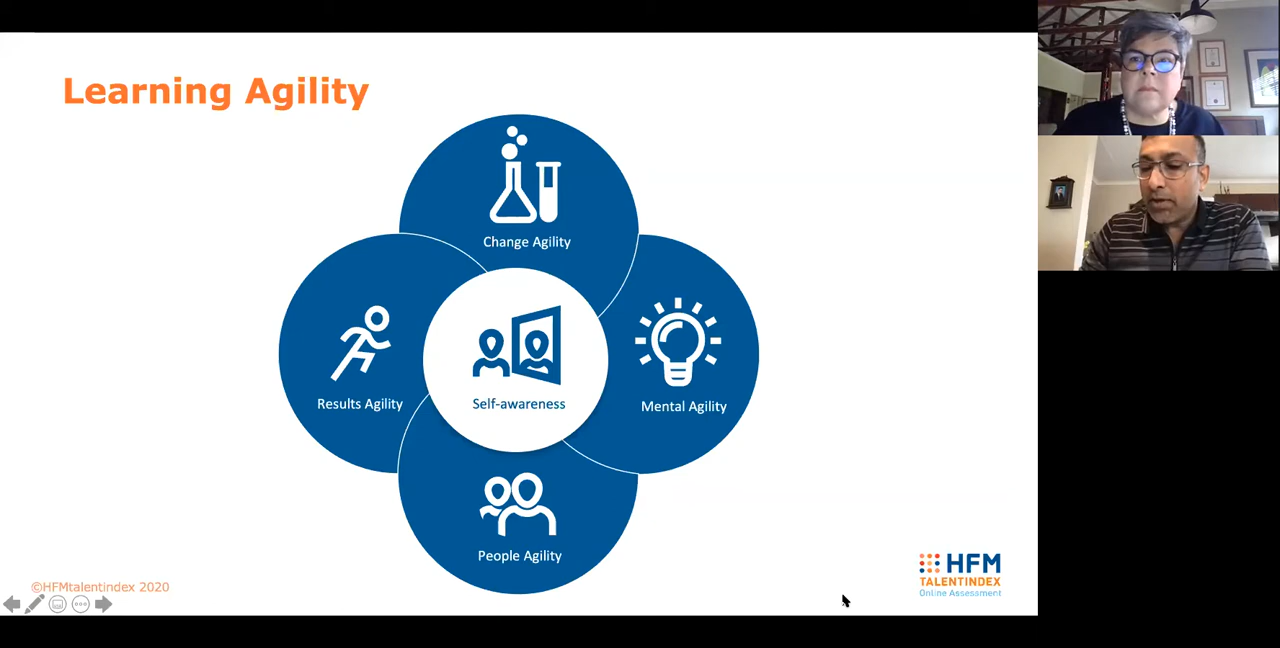 Learning Agility
Change Agility
Results Agility
Self-awareness
Mental Agility
People Agility
©HFMtalentindex 2020
HFM
TALENTINDEX
Online Assessment